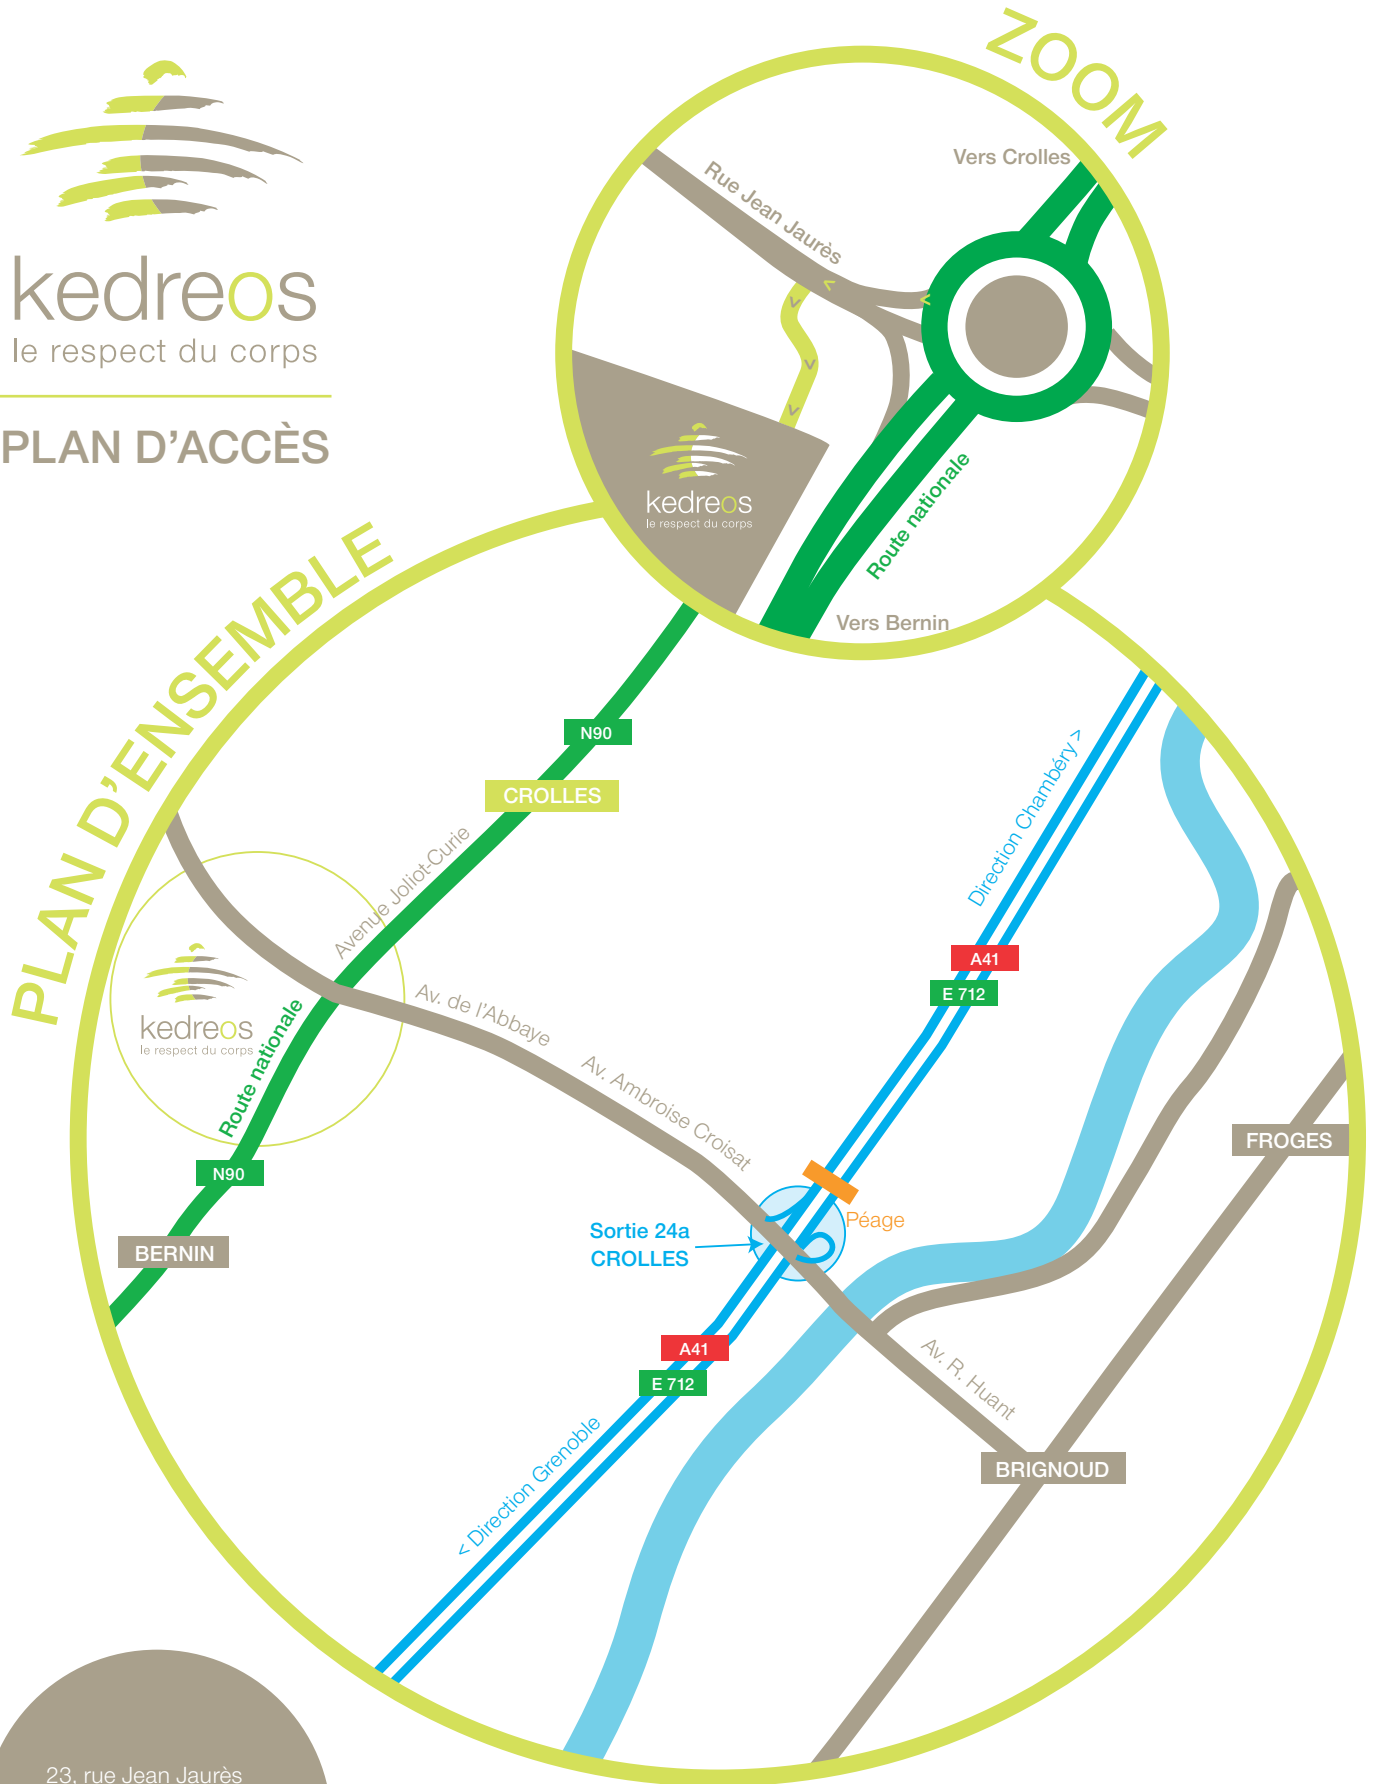 kedreos
le respect du corps
PLAN D'ACCÈS
ZOOM
Vers Crolles
Rue Jean Jaurès
<
<
v
v
v
kedreos
le respect du corps
Route nationale
Vers Bernin
PLAN D'ENSEMBLE
N90
CROLLES
Avenue Joliot-Curie
Direction Chambéry >
A41
E 712
kedreos
le respect du corps
Route nationale
Av. de l'Abbaye
Av. Ambroise Croisat
FROGES
N90
BERNIN
Péage
Sortie 24a
CROLLES
A41
E 712
Av. R. Huant
< Direction Grenoble
BRIGNOUD
23, rue Jean Jaurès